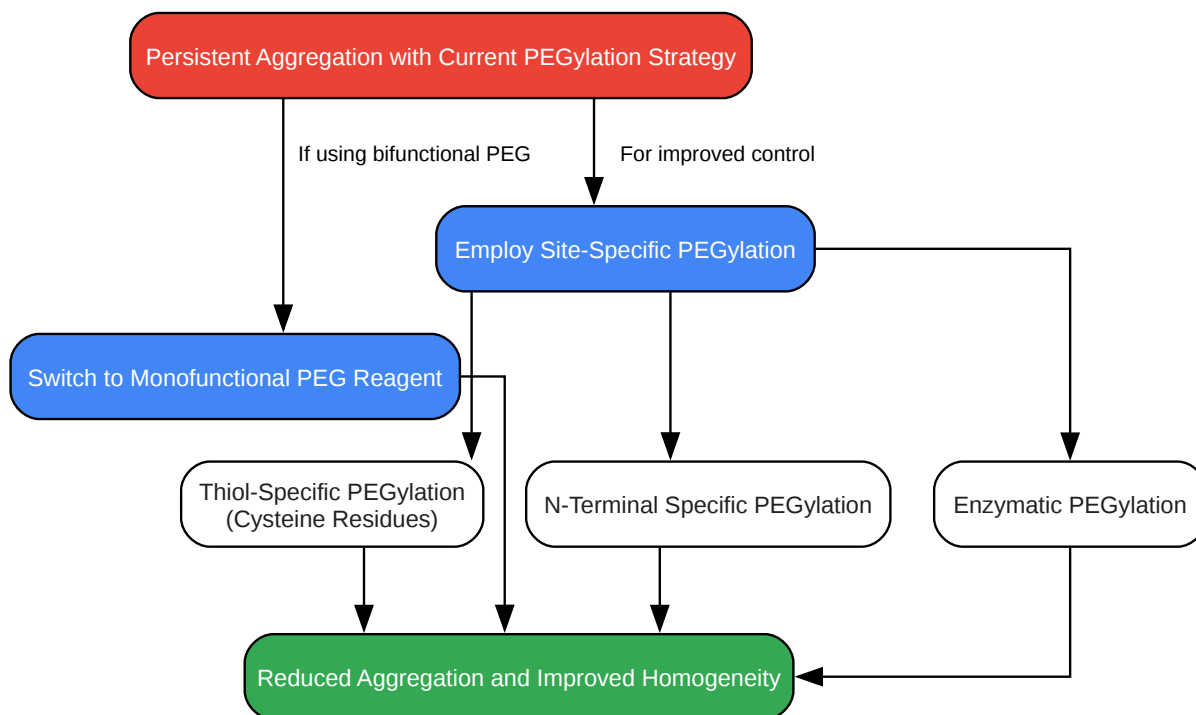 Persistent Aggregation with Current PEGylation Strategy
If using bifunctional PEG
For improved control
Employ Site-Specific PEGylation
Switch to Monofunctional PEG Reagent
Thiol-Specific PEGylation
(Cysteine Residues)
N-Terminal Specific PEGylation
Enzymatic PEGylation
Reduced Aggregation and Improved Homogeneity